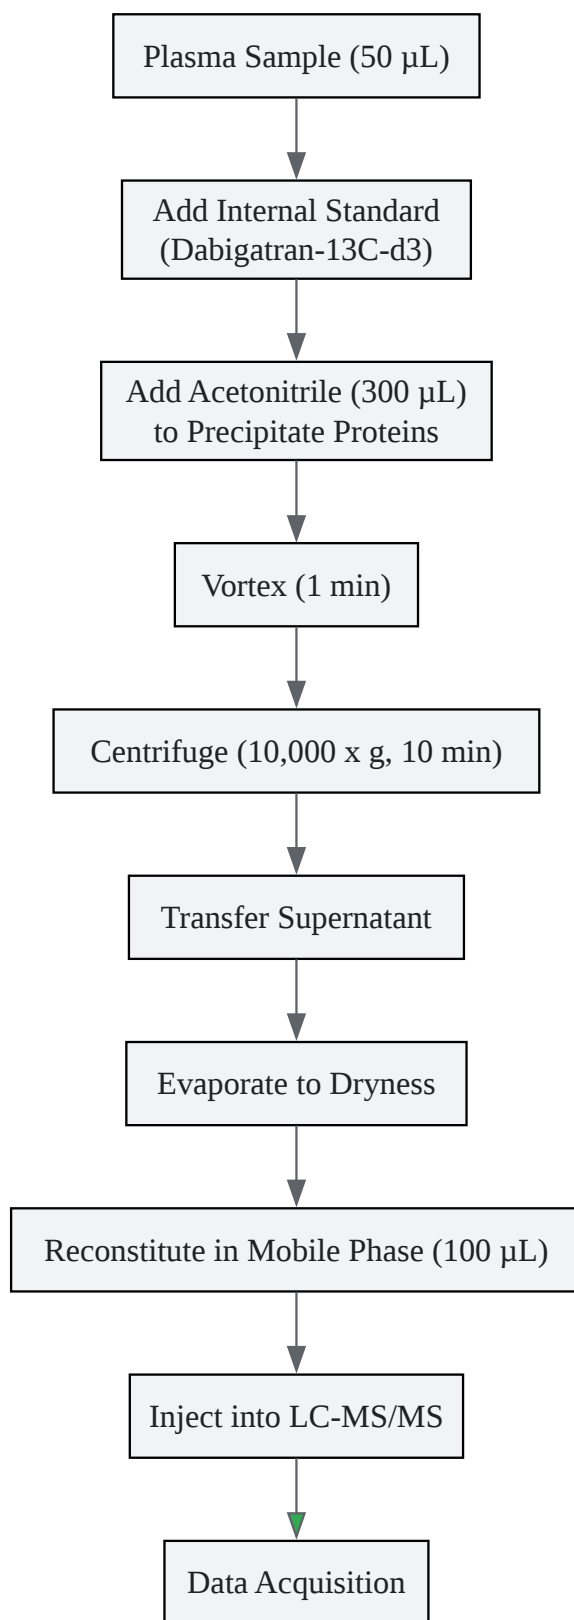 Plasma Sample (50 µL)
Add Internal Standard
(Dabigatran-13C-d3)
Add Acetonitrile (300 µL)
to Precipitate Proteins
Vortex (1 min)
Centrifuge (10,000 x g, 10 min)
Transfer Supernatant
Evaporate to Dryness
Reconstitute in Mobile Phase (100 µL)
Inject into LC-MS/MS
Data Acquisition